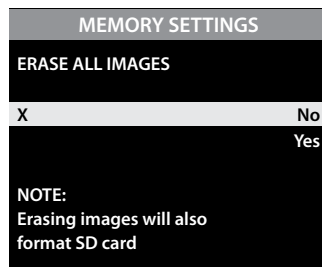 MEMORY SETTINGS
ERASE ALL IMAGES
X No
Yes
NOTE:
Erasing images will also
format SD card